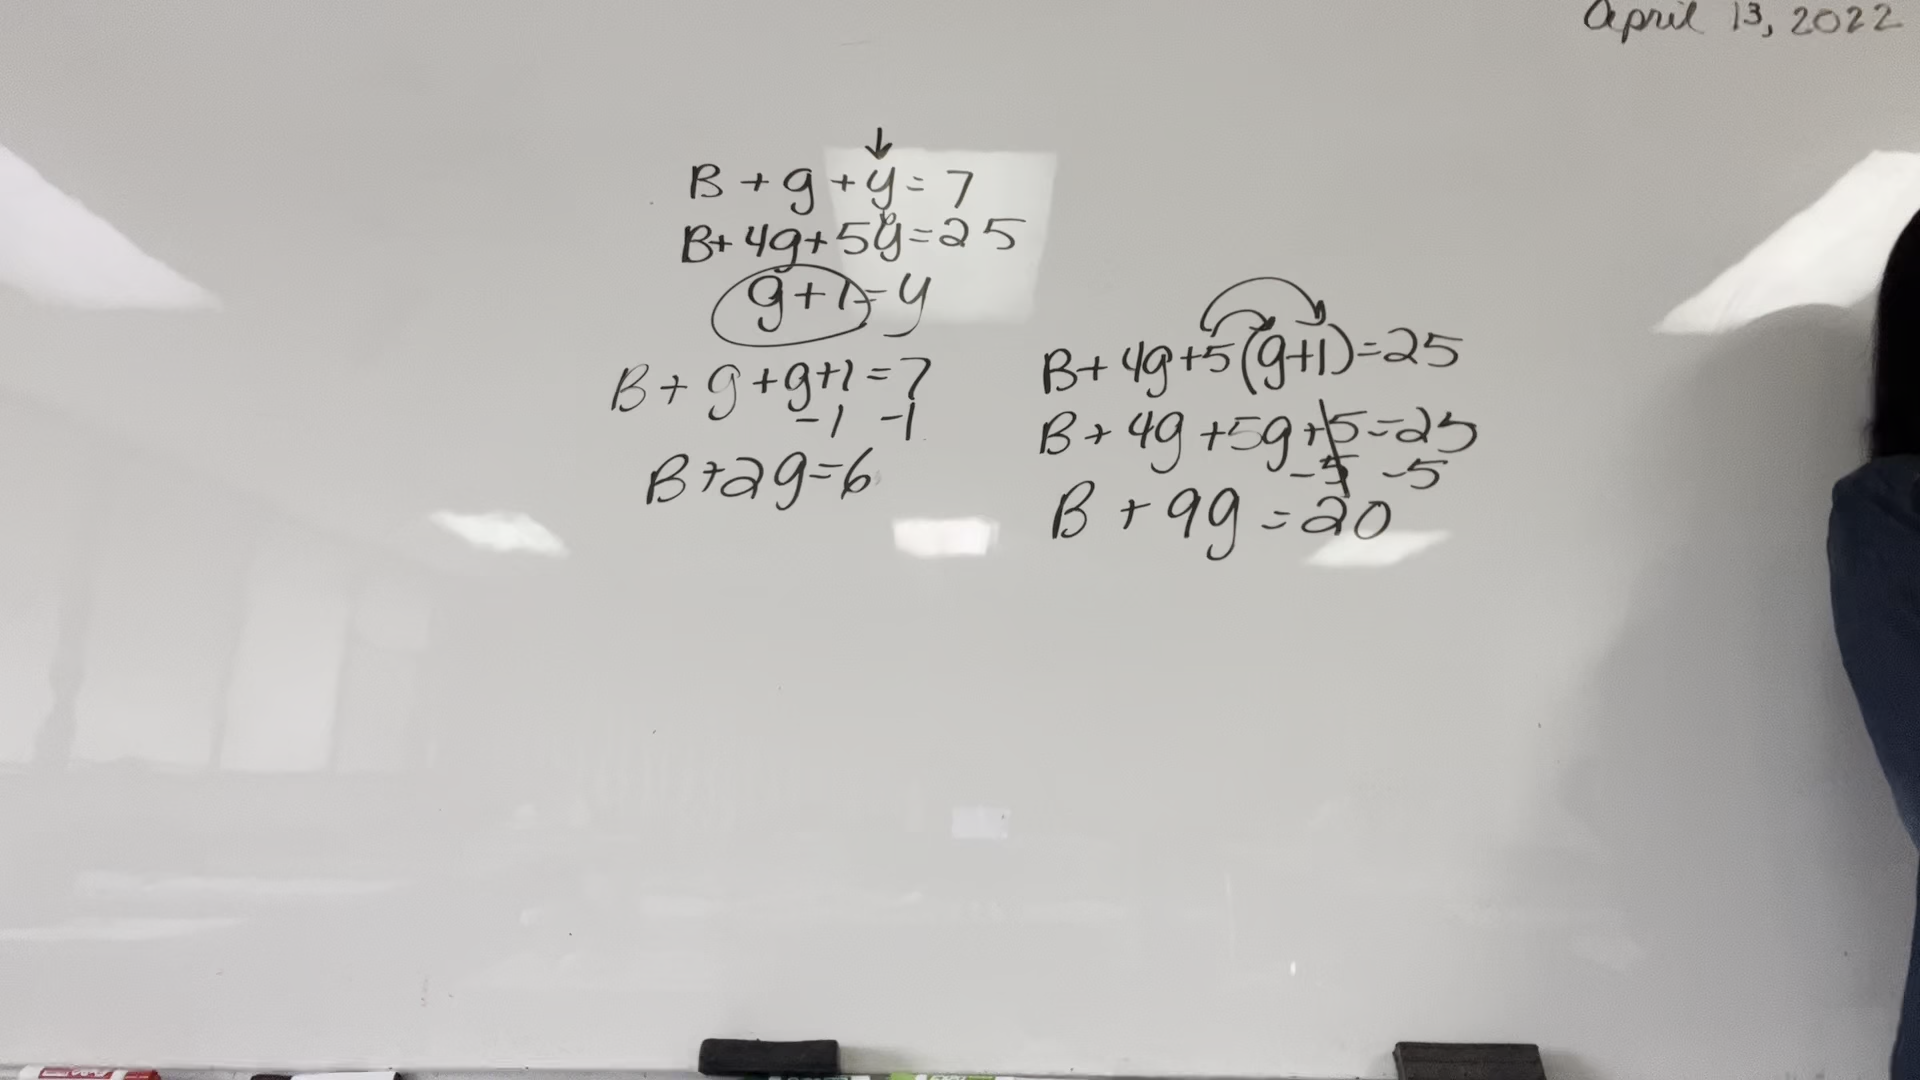 April 13, 2022
↓
B + g + y = 7
B + 4g + 5y = 25
g + 1 = y
B + g + g + 1 = 7
-1 -1
B + 2g = 6
B + 4g + 5(g+1) = 25
B + 4g + 5g + 5 = 25
-5 -5
B + 9g = 20